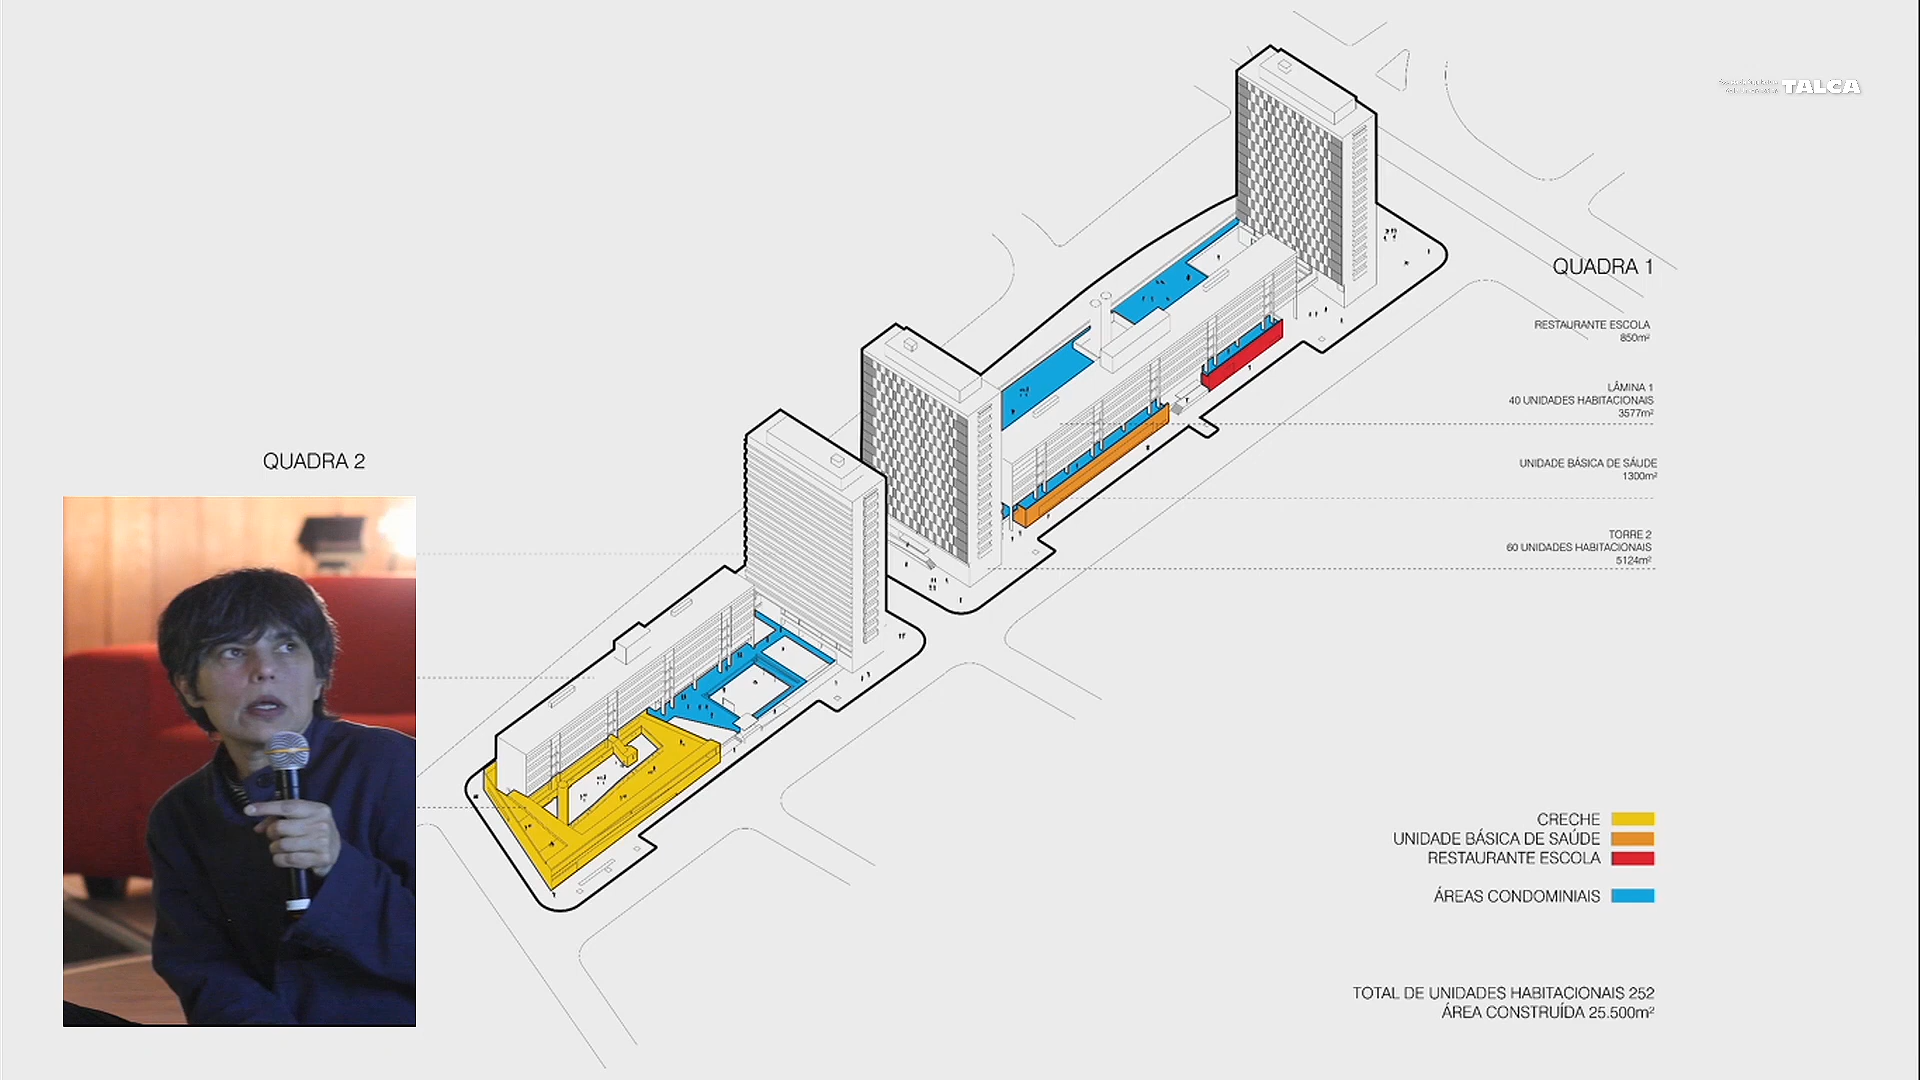 TALCA
QUADRA 1
RESTAURANTE ESCOLA
850m²
LÂMINA 1
40 UNIDADES HABITACIONAIS
3577m²
QUADRA 2
UNIDADE BÁSICA DE SÁUDE
1300m²
TORRE 2
60 UNIDADES HABITACIONAIS
5124m²
CRECHE
UNIDADE BÁSICA DE SAÚDE
RESTAURANTE ESCOLA
ÁREAS CONDOMINIAIS
TOTAL DE UNIDADES HABITACIONAIS 252
ÁREA CONSTRUÍDA 25.500m²